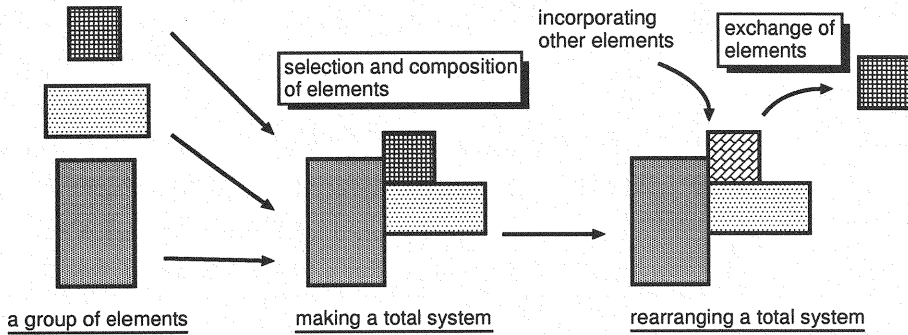 incorporating
other elements
exchange of
elements
selection and composition
of elements
a group of elements
making a total system
rearranging a total system